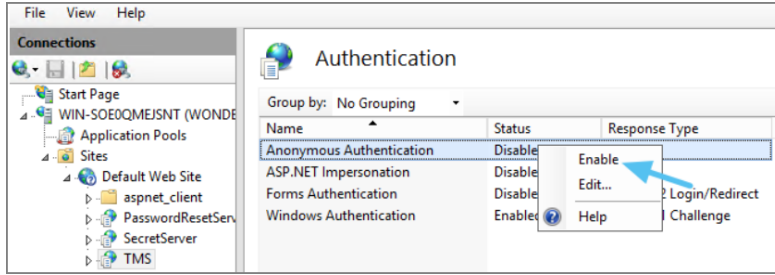 File View Help
Connections
Start Page
WIN-SOE0QMEJSNT (WONDE
Application Pools
Sites
Default Web Site
aspnet_client
PasswordResetServ
SecretServer
TMS
Authentication
Group by: No Grouping
Name Status Response Type
Anonymous Authentication Disable
ASP.NET Impersonation Disable
Forms Authentication Disable 2 Login/Redirect
Windows Authentication Enabled Challenge
Enable
Edit...
Help